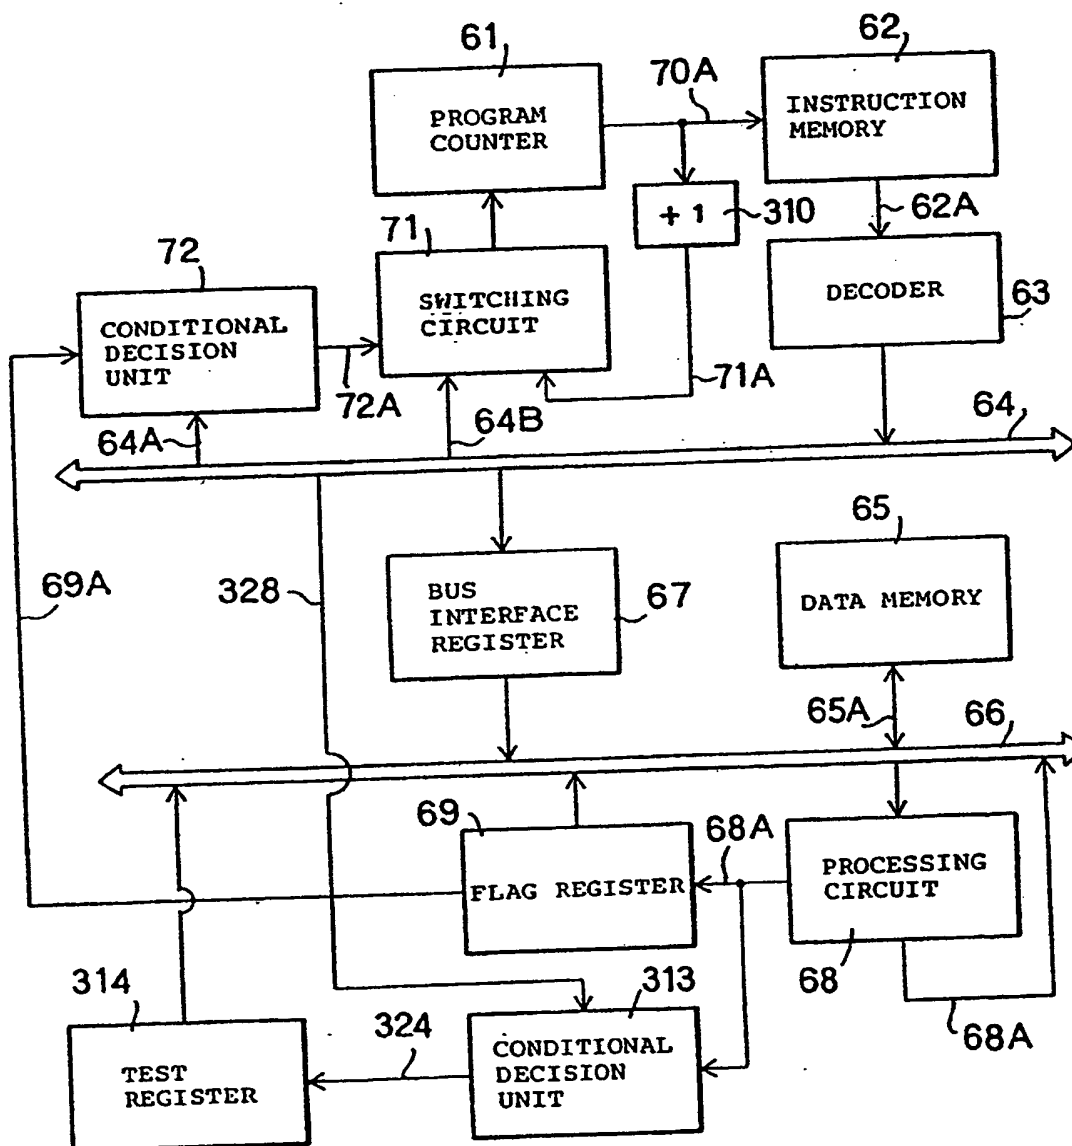 61
62
70A
PROGRAM
COUNTER
INSTRUCTION
MEMORY
+ 1
310
62A
71
72
SWITCHING
CIRCUIT
DECODER
63
CONDITIONAL
DECISION
UNIT
72A
71A
64A
64B
64
65
69A
328
BUS
INTERFACE
REGISTER
67
DATA MEMORY
65A
66
69
68A
FLAG REGISTER
PROCESSING
CIRCUIT
68
68A
314
313
324
TEST
REGISTER
CONDITIONAL
DECISION
UNIT